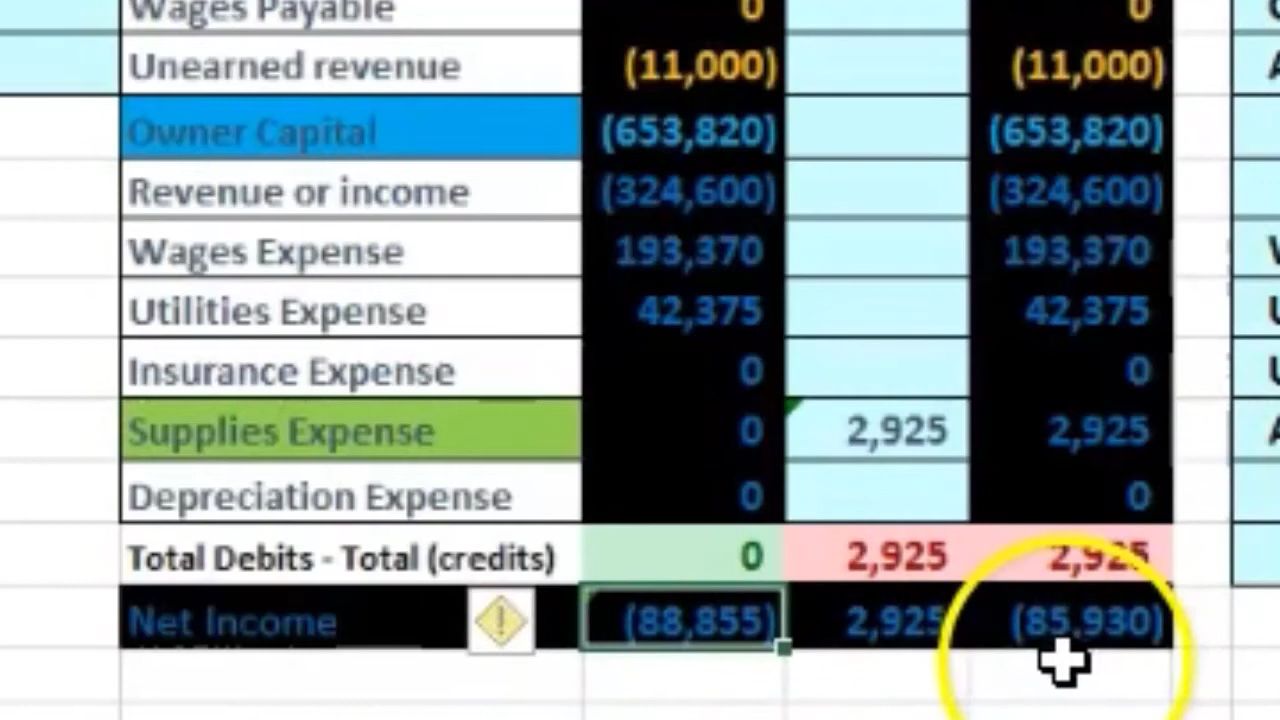 Wages Payable 0 0
Unearned revenue (11,000) (11,000)
Owner Capital (653,820) (653,820)
Revenue or income (324,600) (324,600)
Wages Expense 193,370 193,370
Utilities Expense 42,375 42,375
Insurance Expense 0 0
Supplies Expense 0 2,925 2,925
Depreciation Expense 0 0
Total Debits - Total (credits) 0 2,925 2,925
Net Income (88,855) 2,925 (85,930)